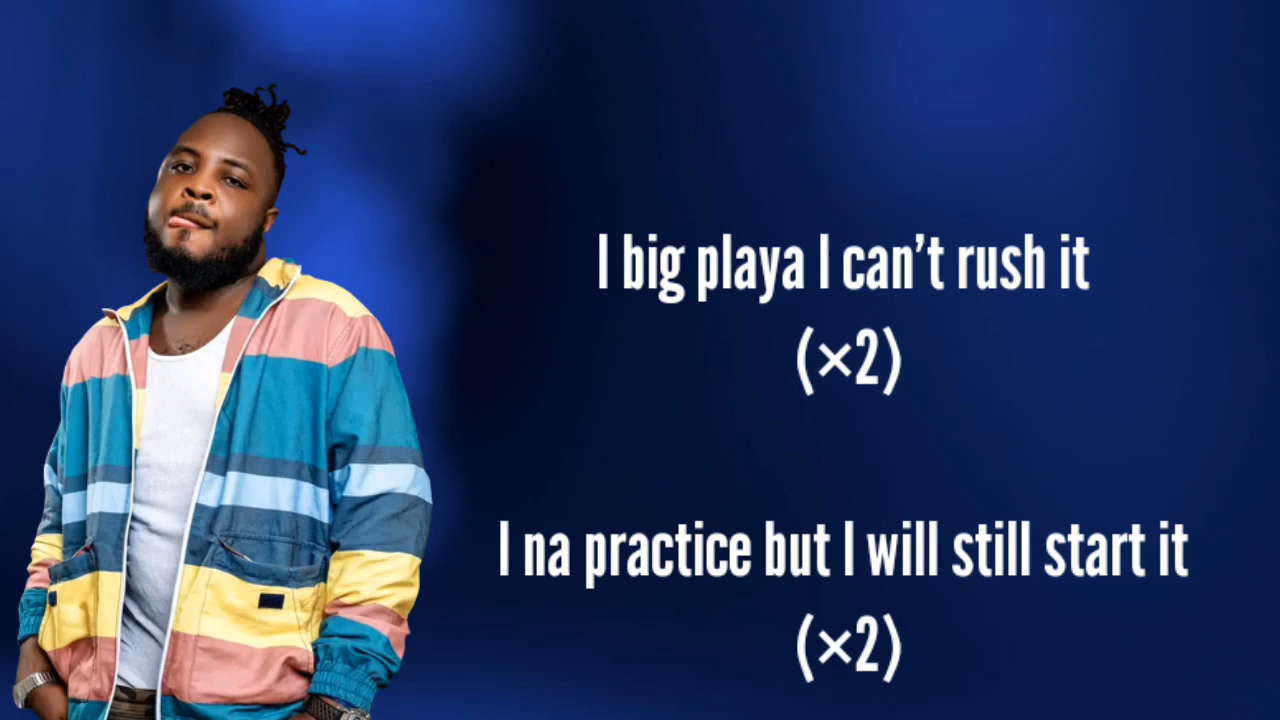 I big playa I can’t rush it
(×2)
I na practice but I will still start it
(×2)